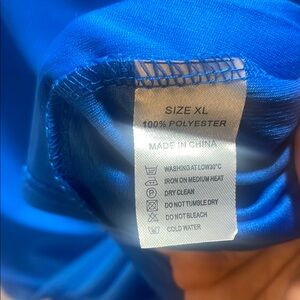 SIZE XL
100% POLYESTER
MADE IN CHINA
WASHING AT LOW30°C
IRON ON MEDIUM HEAT
DRY CLEAN
DO NOT TUMBLE DRY
DO NOT BLEACH
COLD WATER